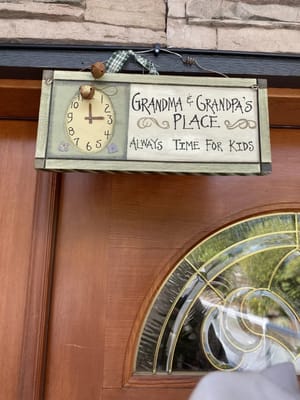 GRANDMA & GRANDPA'S
PLACE
ALWAYS TIME FOR KIDS